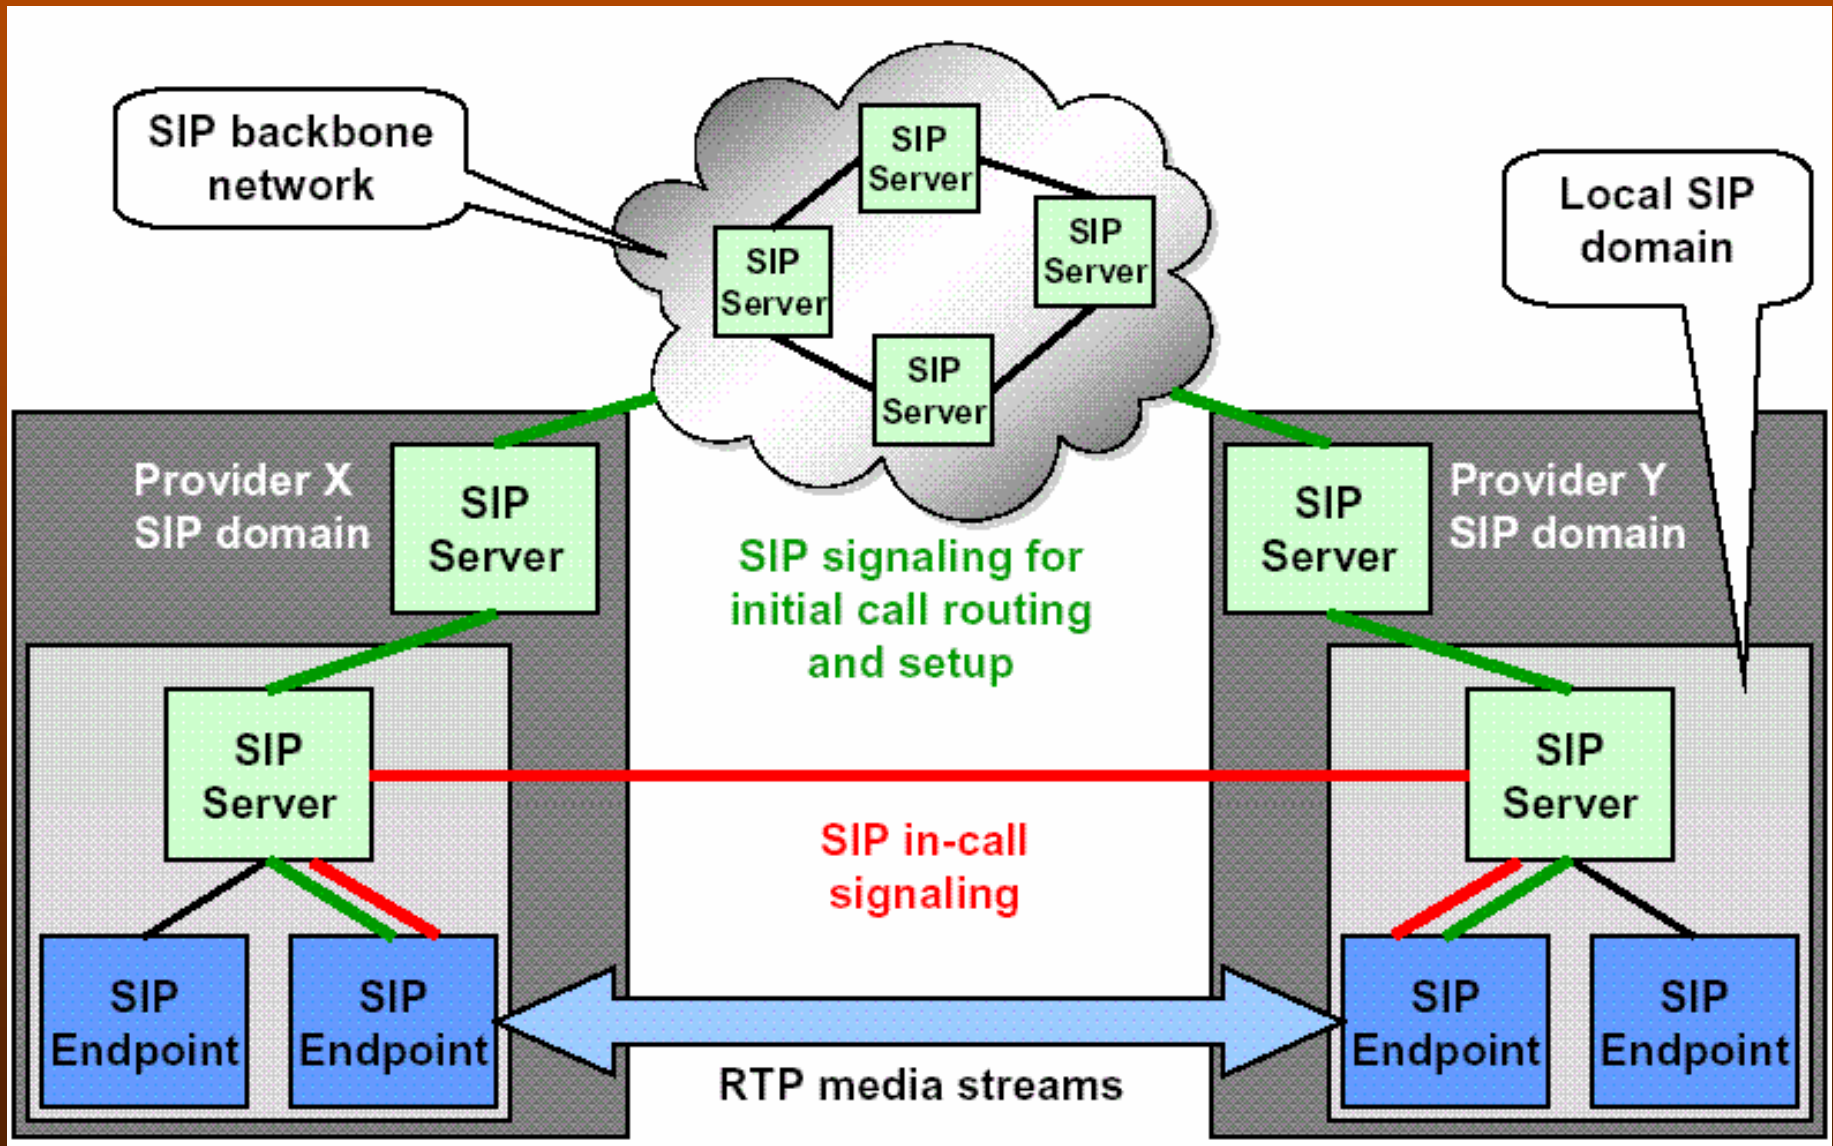 SIP backbone
network
SIP
Server
SIP
Server
SIP
Server
SIP
Server
Local SIP
domain
Provider X
SIP domain
SIP
Server
SIP
Server
Provider Y
SIP domain
SIP signaling for
initial call routing
and setup
SIP
Server
SIP
Server
SIP in-call
signaling
SIP
Endpoint
SIP
Endpoint
SIP
Endpoint
SIP
Endpoint
RTP media streams